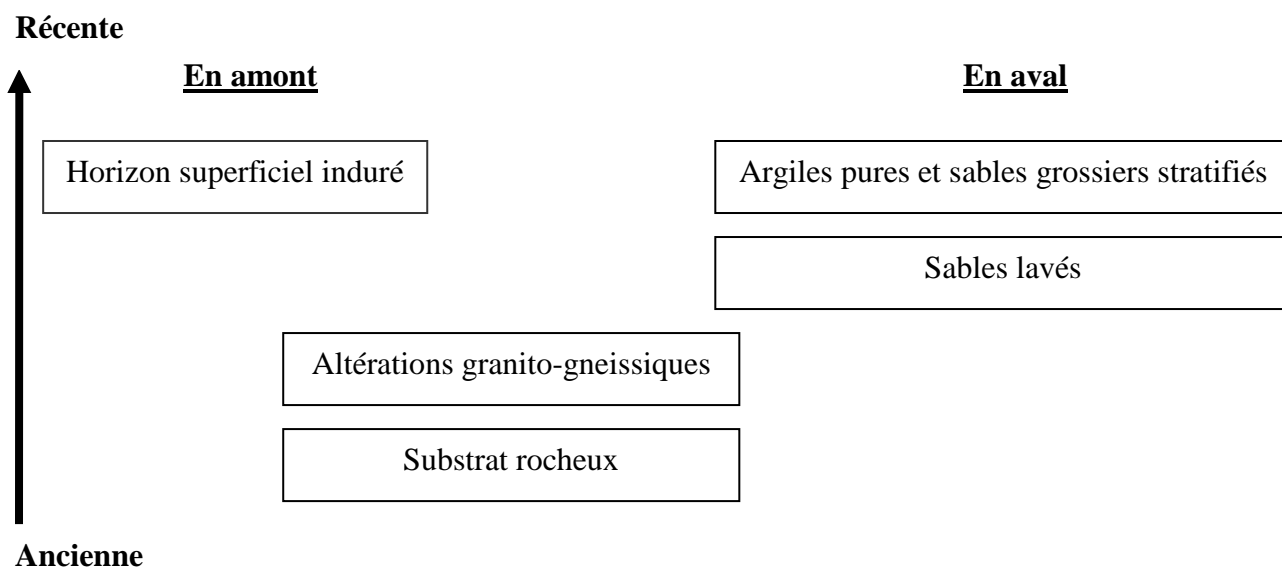 Récente
En amont
En aval
Horizon superficiel induré
Argiles pures et sables grossiers stratifiés
Sables lavés
Altérations granito-gneissiques
Substrat rocheux
Ancienne